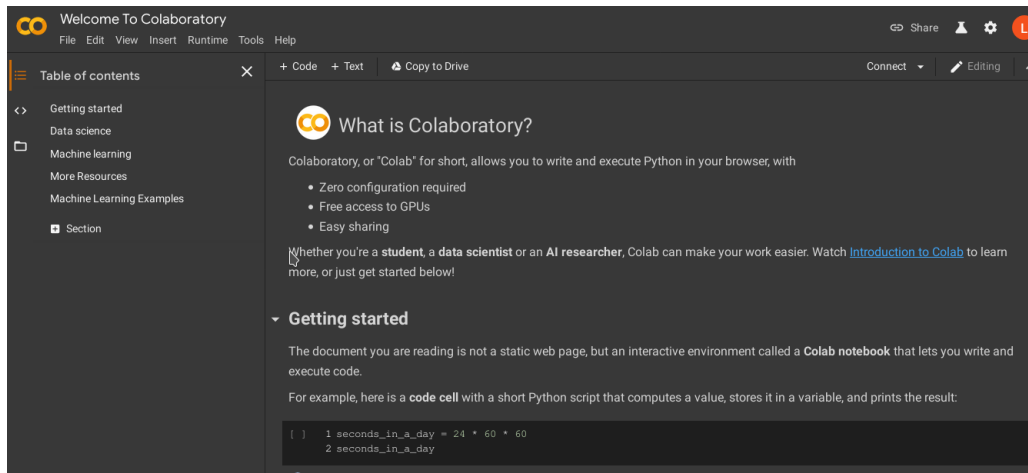 Welcome To Colaboratory
File Edit View Insert Runtime Tools Help
Share
L
Table of contents
Getting started
Data science
Machine learning
More Resources
Machine Learning Examples
Section
+ Code + Text Copy to Drive
Connect Editing
What is Colaboratory?
Colaboratory, or "Colab" for short, allows you to write and execute Python in your browser, with
• Zero configuration required
• Free access to GPUs
• Easy sharing
Whether you're a student, a data scientist or an AI researcher, Colab can make your work easier. Watch Introduction to Colab to learn
more, or just get started below!
Getting started
The document you are reading is not a static web page, but an interactive environment called a Colab notebook that lets you write and
execute code.
For example, here is a code cell with a short Python script that computes a value, stores it in a variable, and prints the result:
[ ] 1 seconds_in_a_day = 24 * 60 * 60
2 seconds_in_a_day